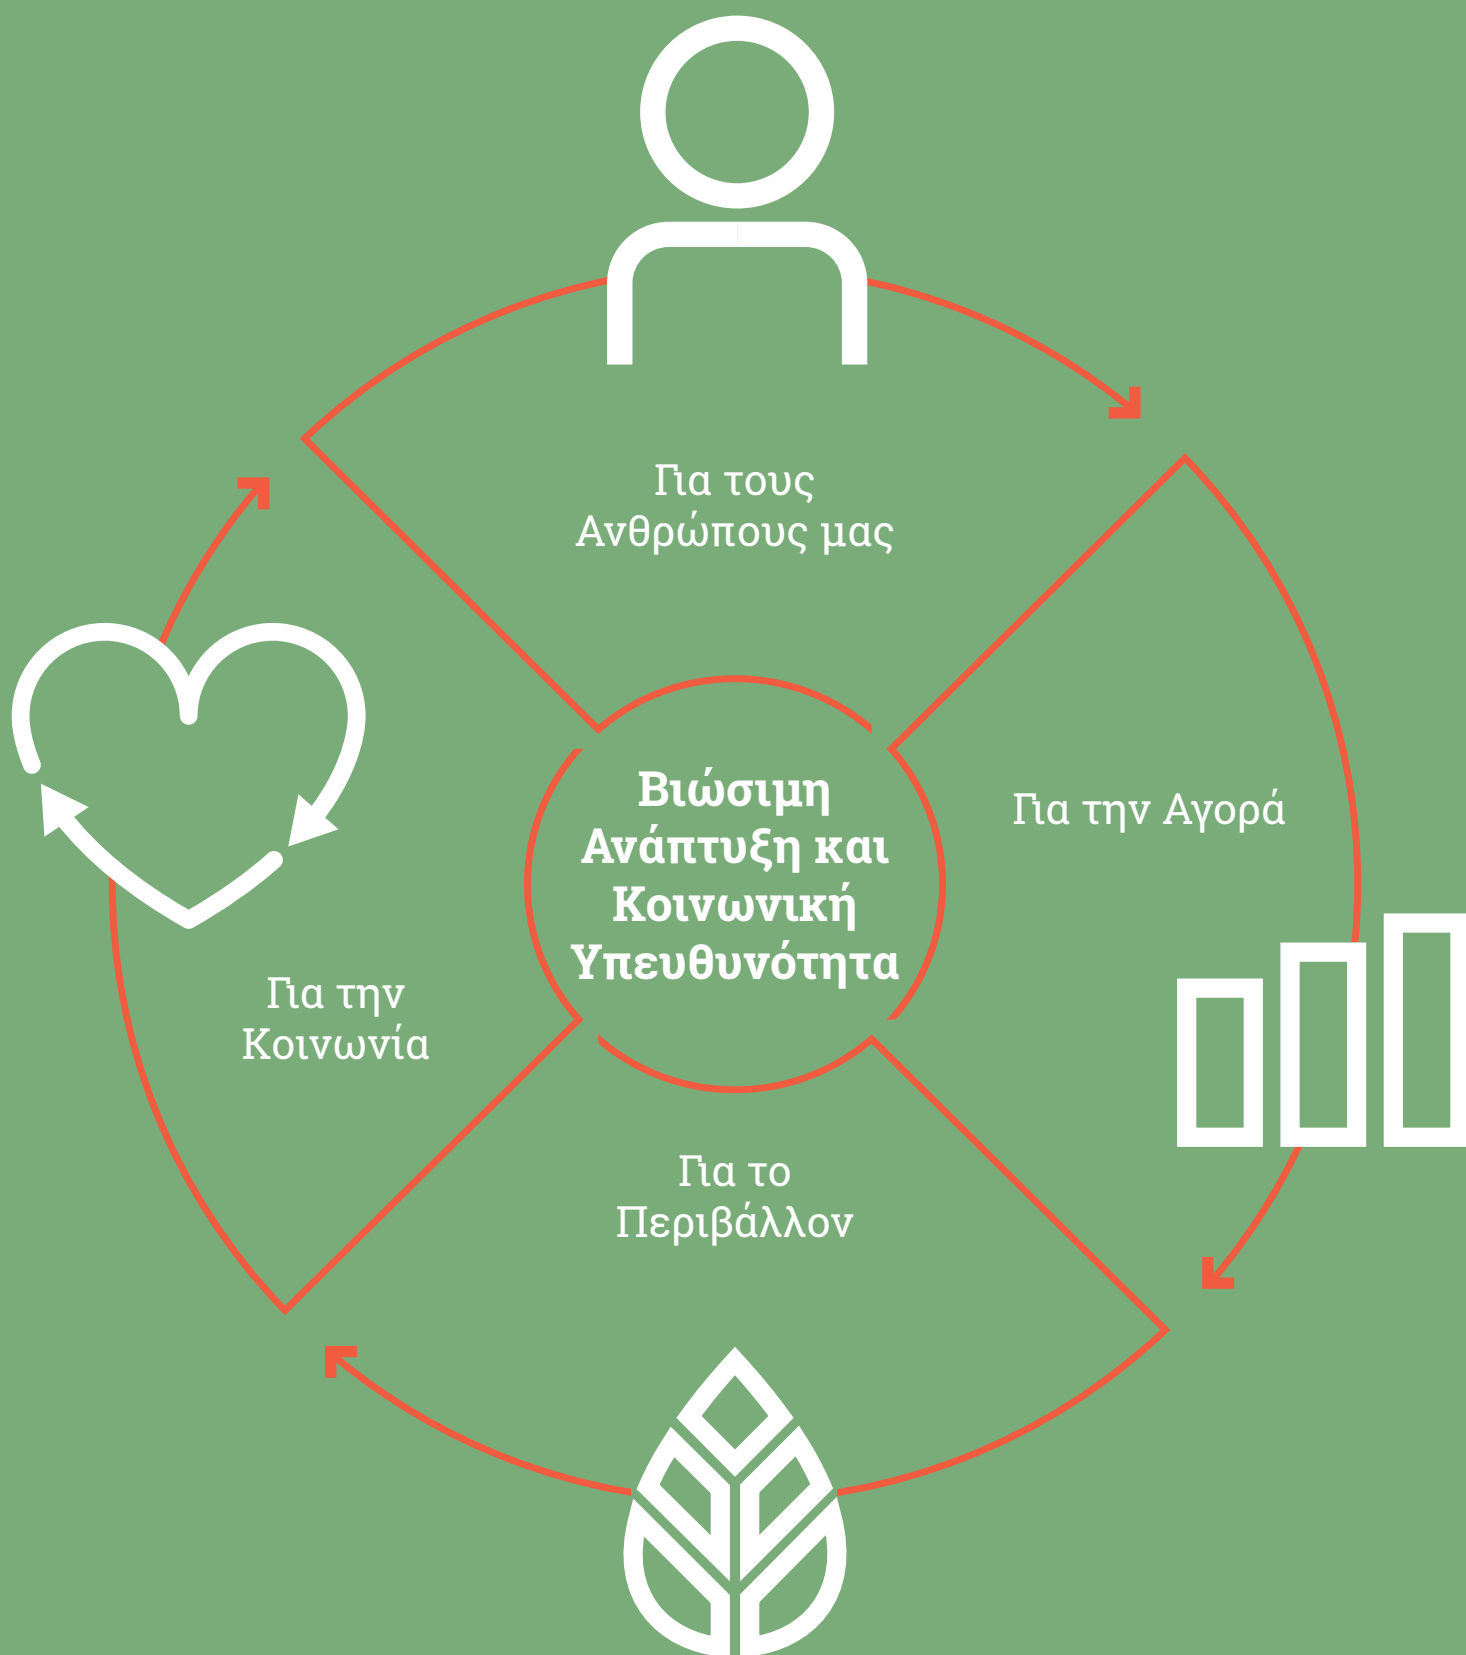 Για τους
Ανθρώπους μας
Για την Αγορά
Βιώσιμη
Ανάπτυξη και
Κοινωνική
Υπευθυνότητα
Για την
Κοινωνία
Για το
Περιβάλλον